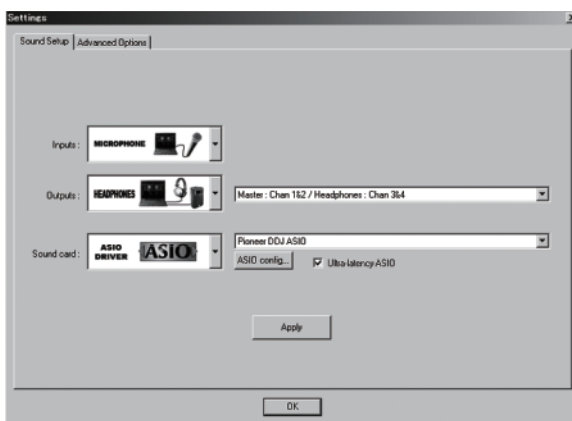 Settings
Sound Setup Advanced Options
Inputs: MICROPHONE
Outputs: HEADPHONES Master : Chan 1&2 / Headphones : Chan 3&4
Sound card: ASIO DRIVER ASIO Pioneer DDJ ASIO
ASIO config... Ultra-latency ASIO
Apply
OK